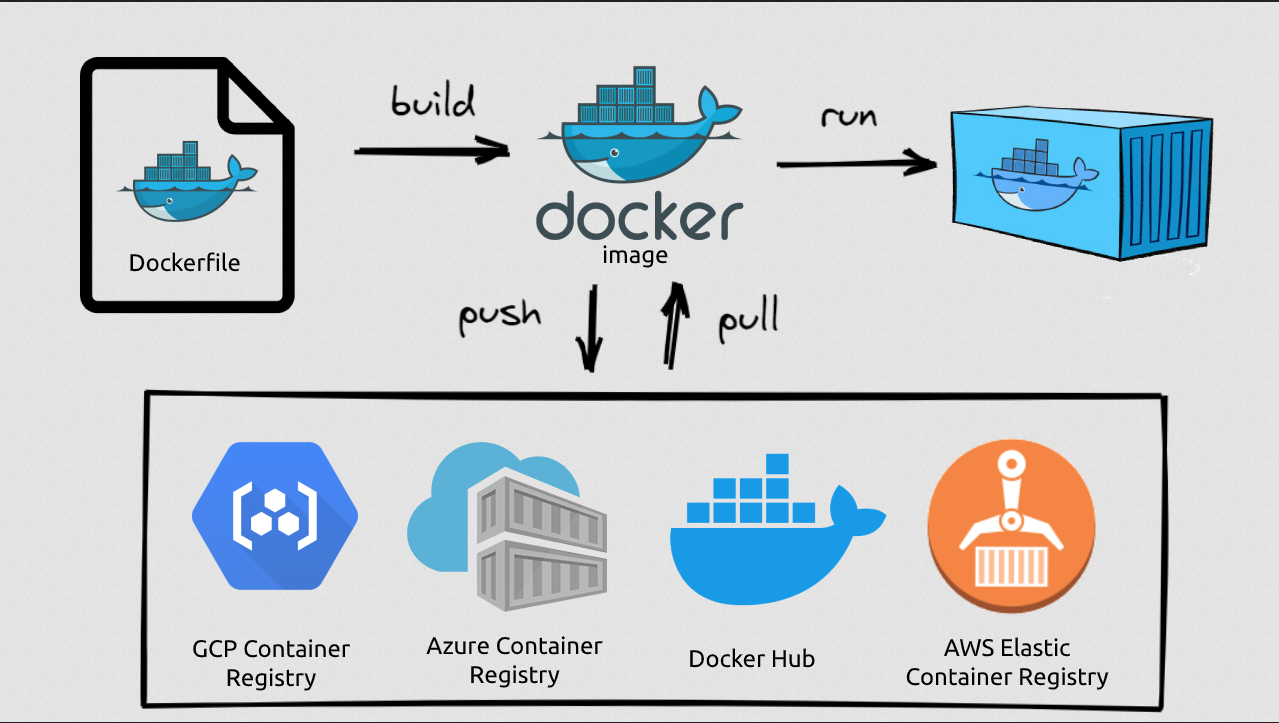 build
run
Dockerfile
docker
image
push
pull
GCP Container
Registry
Azure Container
Registry
Docker Hub
AWS Elastic
Container Registry